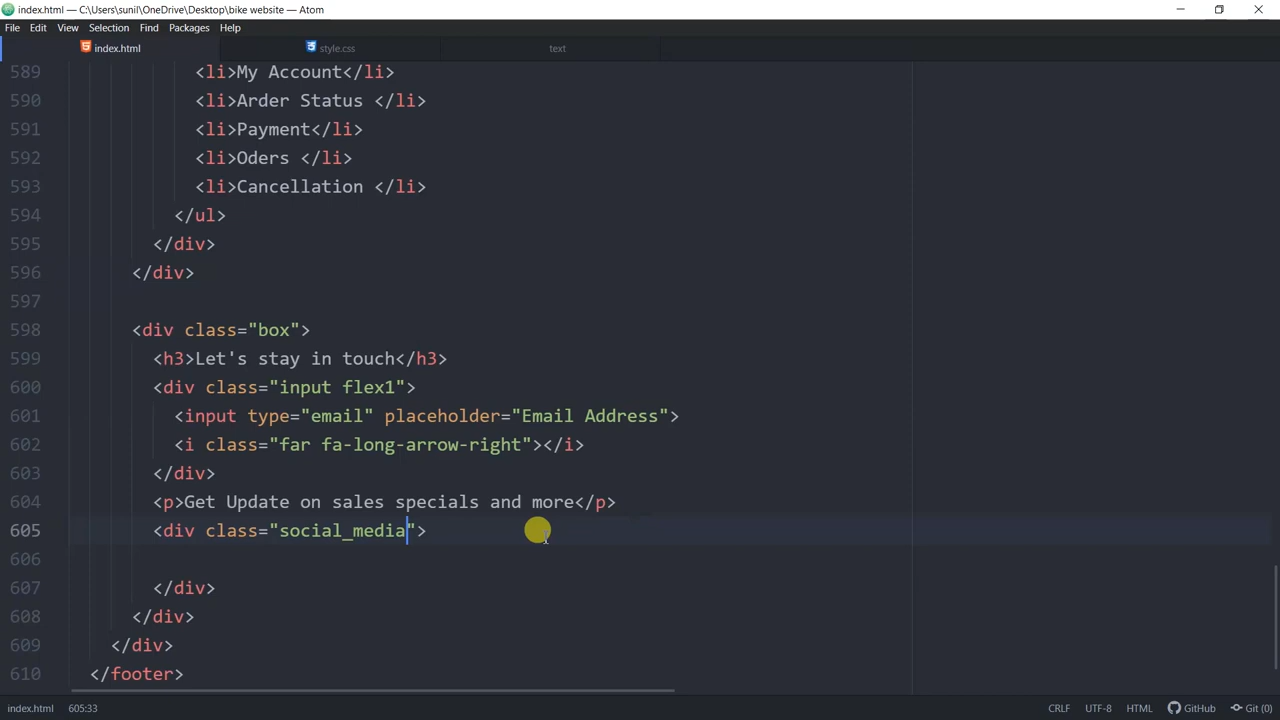 index.html — C:\Users\sunil\OneDrive\Desktop\bike website — Atom
File Edit View Selection Find Packages Help
index.html style.css text
589 <li>My Account</li>
590 <li>Arder Status </li>
591 <li>Payment</li>
592 <li>Oders </li>
593 <li>Cancellation </li>
594 </ul>
595 </div>
596 </div>
597
598 <div class="box">
599 <h3>Let's stay in touch</h3>
600 <div class="input flex1">
601 <input type="email" placeholder="Email Address">
602 <i class="far fa-long-arrow-right"></i>
603 </div>
604 <p>Get Update on sales specials and more</p>
605 <div class="social_media">
606
607 </div>
608 </div>
609 </div>
610 </footer>
index.html 605:33 CRLF UTF-8 HTML GitHub Git (0)